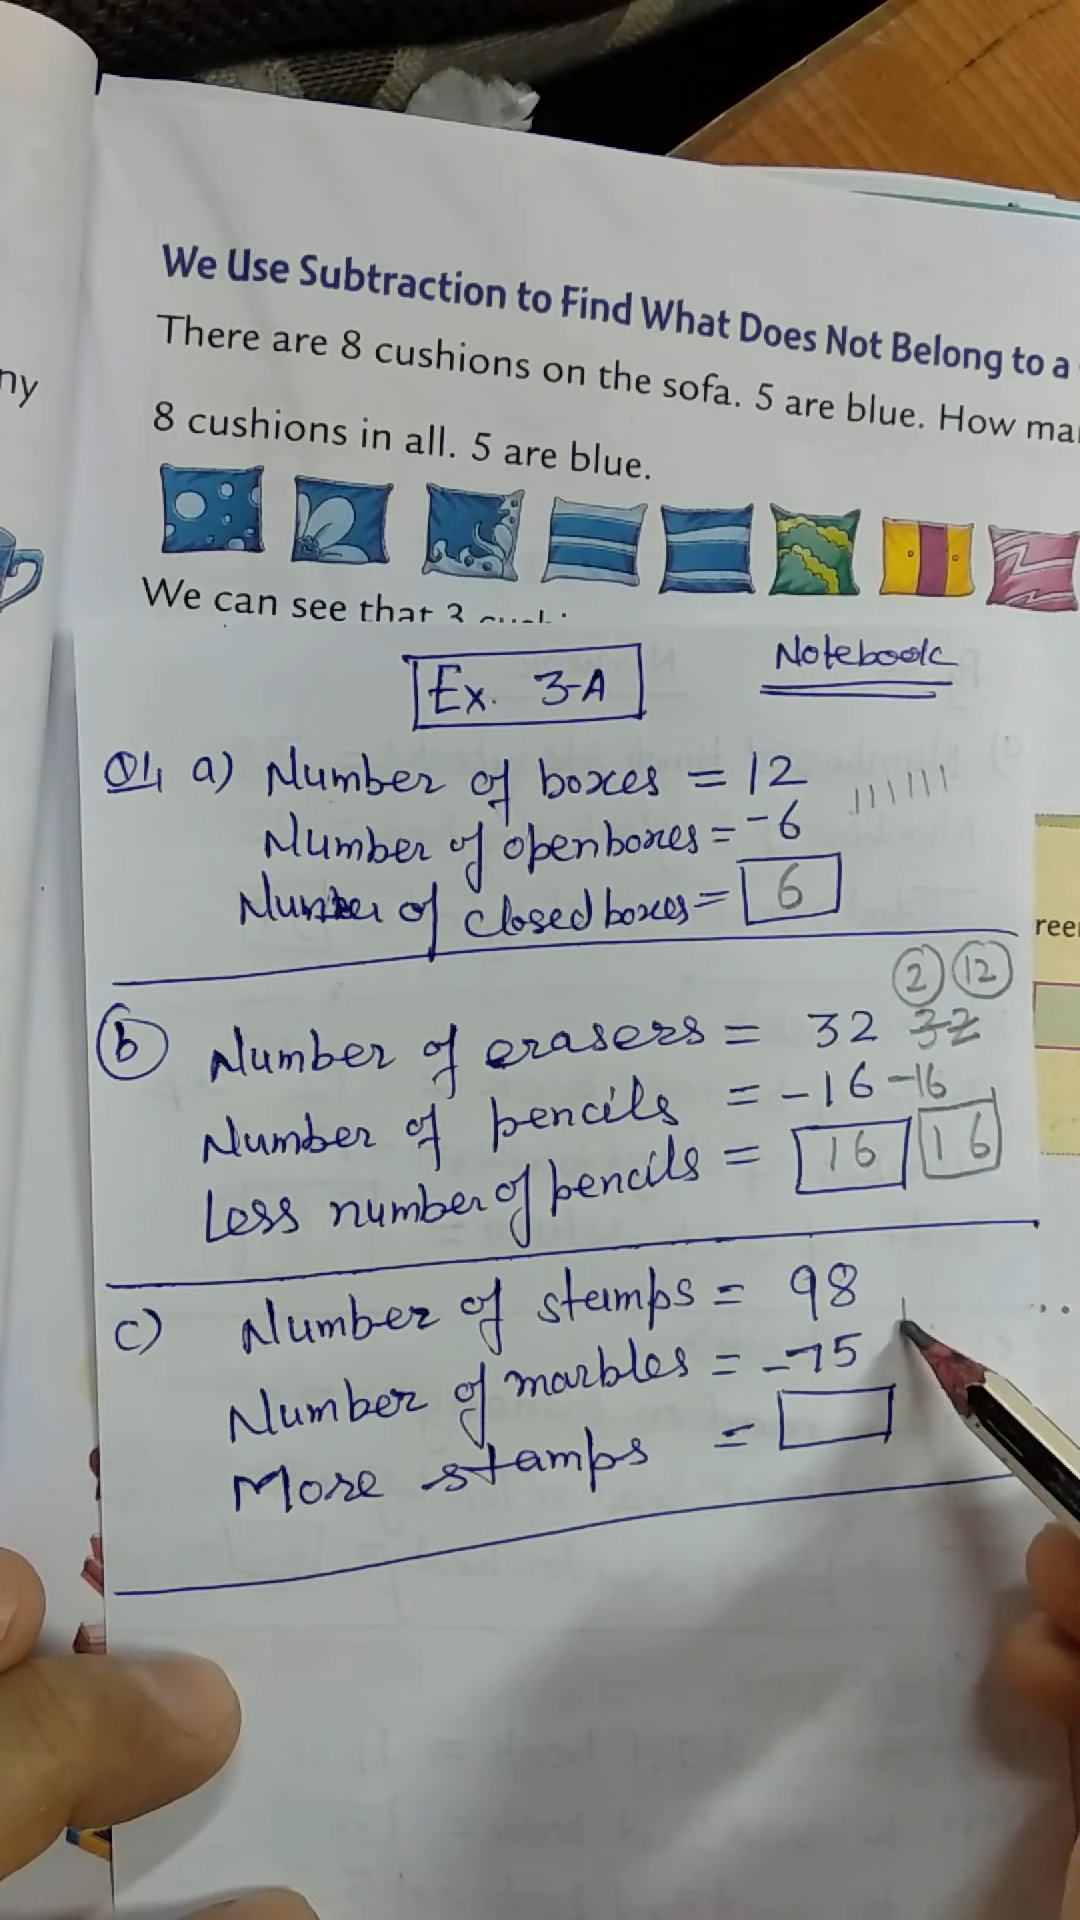 ny
We Use Subtraction to Find What Does Not Belong to a
There are 8 cushions on the sofa. 5 are blue. How
8 cushions in all. 5 are blue.
We can see that 3
Ex. 3-A
Notebook
Q1, a) Number of boxes = 12
Number of open boxes = -6
Number of closed boxes = 6
2 12
b Number of erasers = 32 32
Number of pencils = -16 -16
Less number of pencils = 16 16
c) Number of stamps = 98
Number of marbles = -75
More stamps =